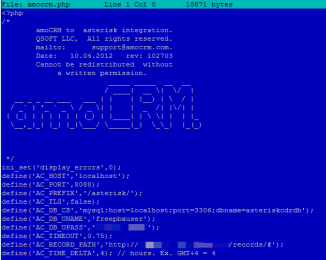 File: amocrm.php Line 1 Col 0 10871 bytes
<?php
/*
amoCRM to asterisk integration.
QSOFT LLC, All rights reserved.
mailto: support@amocrm.com.
Date: 10.04.2012 rev: 102703
Cannot be redistributed without
a written permission.
amoCRM
*/
ini_set('display_errors',0);
define('AC_HOST','localhost');
define('AC_PORT',8088);
define('AC_PREFIX','/asterisk/');
define('AC_TLS',false);
define('AC_DB_CS','mysql:host=localhost;port=3306;dbname=asteriskcdrdb');
define('AC_DB_UNAME','freepbxuser');
define('AC_DB_UPASS',' ');
define('AC_TIMEOUT',0.75);
define('AC_RECORD_PATH','http:// /records/#');
define('AC_TIME_DELTA',4); // hours. Ex. GMT+4 = 4